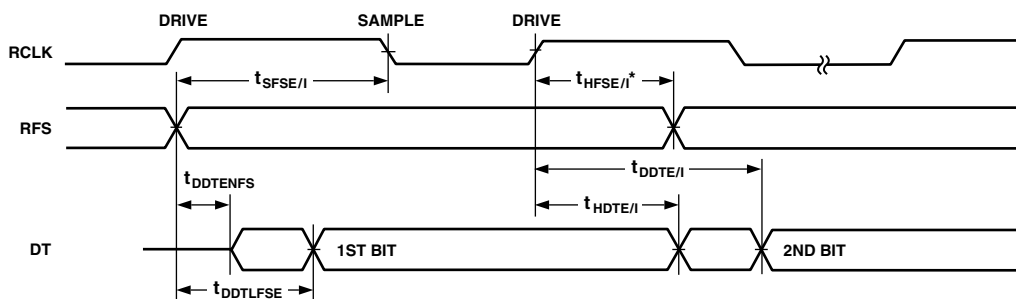 DRIVE SAMPLE DRIVE
RCLK
tSFSE/I tHFSE/I*
RFS
tDDTE/I
tDDTENFS
tHDTE/I
DT 1ST BIT 2ND BIT
tDDTLFSE